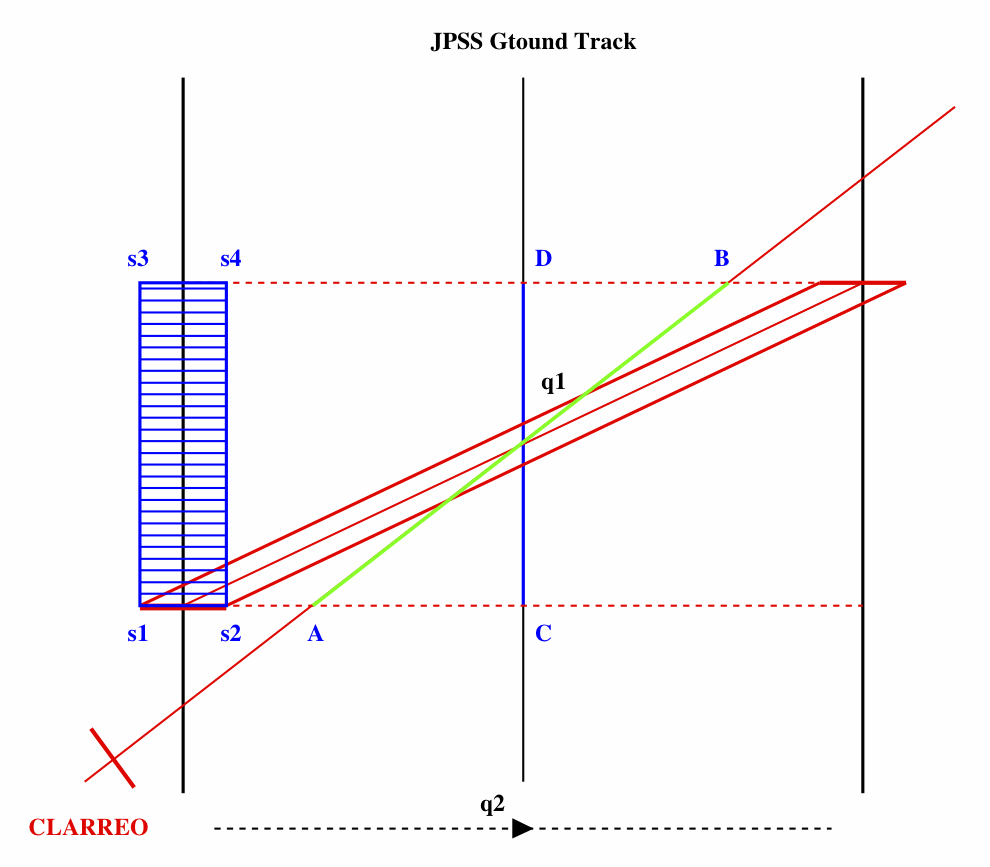 JPSS Gtound Track
s3 s4 D B
q1
s1 s2 A C
q2
CLARREO